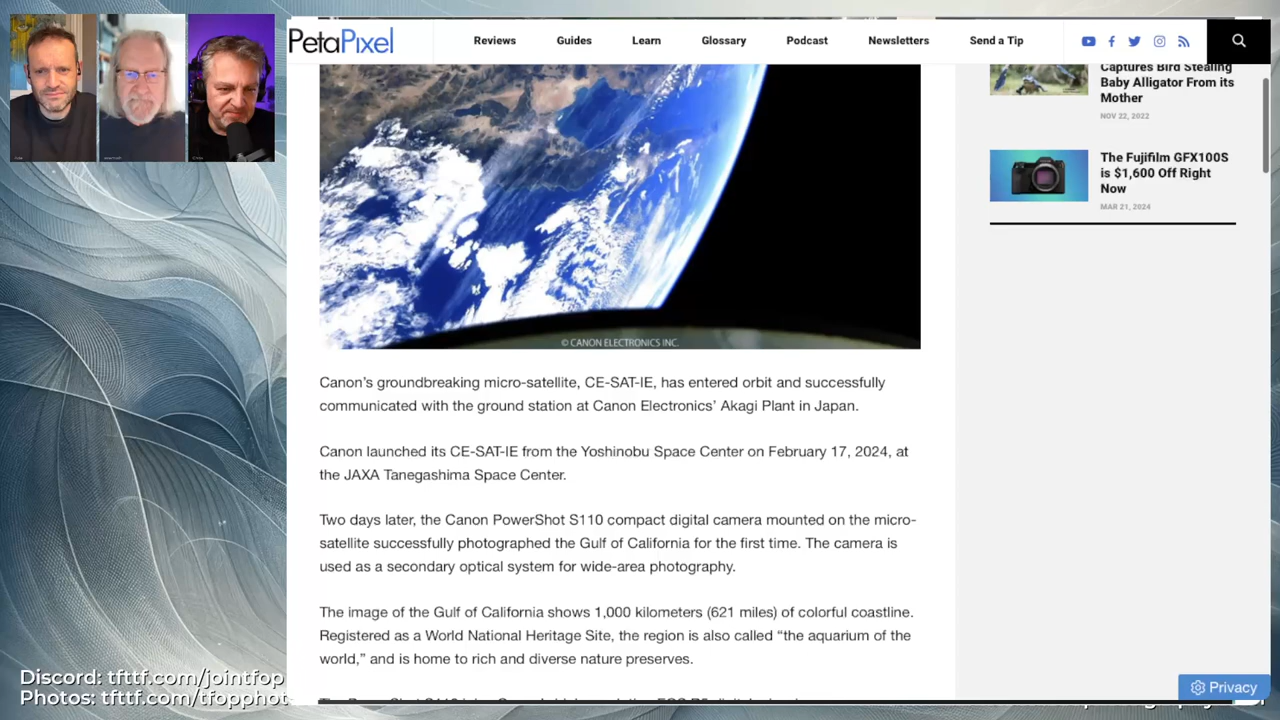 PetaPixel
Reviews
Guides
Learn
Glossary
Podcast
Newsletters
Send a Tip
Captures Bird Stealing
Baby Alligator From its
Mother
NOV 22, 2022
The Fujifilm GFX100S
is $1,600 Off Right
Now
MAR 21, 2024
© CANON ELECTRONICS INC.
Canon's groundbreaking micro-satellite, CE-SAT-IE, has entered orbit and successfully
communicated with the ground station at Canon Electronics' Akagi Plant in Japan.
Canon launched its CE-SAT-IE from the Yoshinobu Space Center on February 17, 2024, at
the JAXA Tanegashima Space Center.
Two days later, the Canon PowerShot S110 compact digital camera mounted on the micro-
satellite successfully photographed the Gulf of California for the first time. The camera is
used as a secondary optical system for wide-area photography.
The image of the Gulf of California shows 1,000 kilometers (621 miles) of colorful coastline.
Registered as a World National Heritage Site, the region is also called “the aquarium of the
world,” and is home to rich and diverse nature preserves.
Privacy
Discord: tfttf.com/jointfop
Photos: tfttf.com/tfopphot